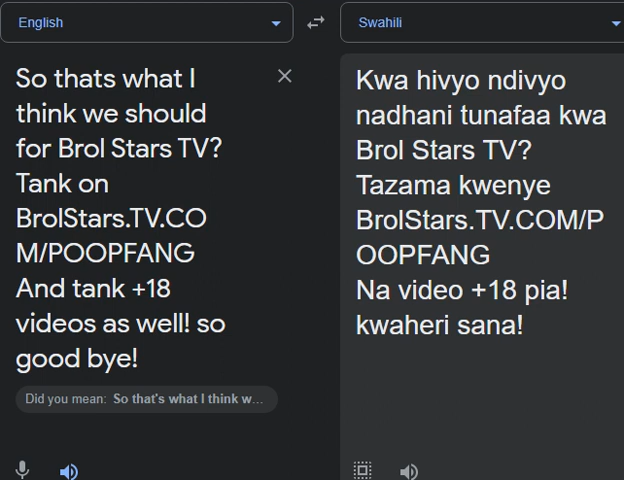 English
Swahili
So thats what I
think we should
for Brol Stars TV?
Tank on
BrolStars.TV.CO
M/POOPFANG
And tank +18
videos as well! so
good bye!
Did you mean: So that's what I think w...
Kwa hivyo ndivyo
nadhani tunafaa kwa
Brol Stars TV?
Tazama kwenye
BrolStars.TV.COM/P
OOPFANG
Na video +18 pia!
kwaheri sana!